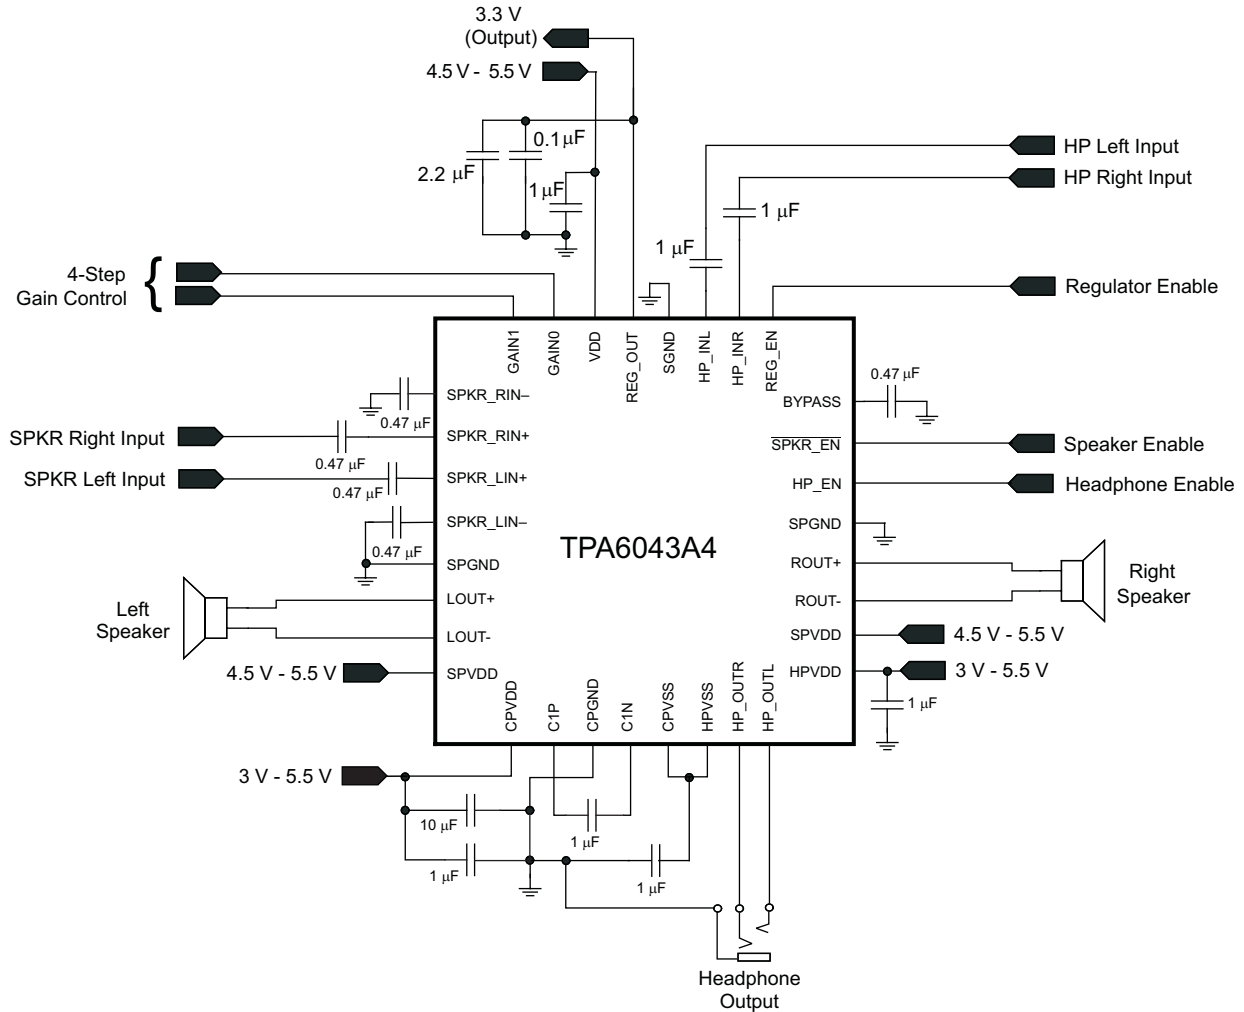 3.3 V
(Output)
4.5 V - 5.5 V
0.1 μF
2.2 μF
1 μF
HP Left Input
HP Right Input
1 μF
1 μF
4-Step
Gain Control
{
Regulator Enable
GAIN1
GAIN0
VDD
REG_OUT
SGND
HP_INL
HP_INR
REG_EN
SPKR_RIN–
0.47 μF
BYPASS
0.47 μF
SPKR Right Input
0.47 μF
SPKR_RIN+
SPKR_EN
Speaker Enable
SPKR Left Input
0.47 μF
SPKR_LIN+
HP_EN
Headphone Enable
SPKR_LIN–
0.47 μF
SPGND
TPA6043A4
SPGND
ROUT+
Right
Speaker
Left
Speaker
LOUT+
ROUT-
LOUT-
SPVDD
4.5 V - 5.5 V
4.5 V - 5.5 V
SPVDD
HPVDD
3 V - 5.5 V
1 μF
CPVDD
C1P
CPGND
C1N
CPVSS
HPVSS
HP_OUTR
HP_OUTL
3 V - 5.5 V
10 μF
1 μF
1 μF
1 μF
Headphone
Output